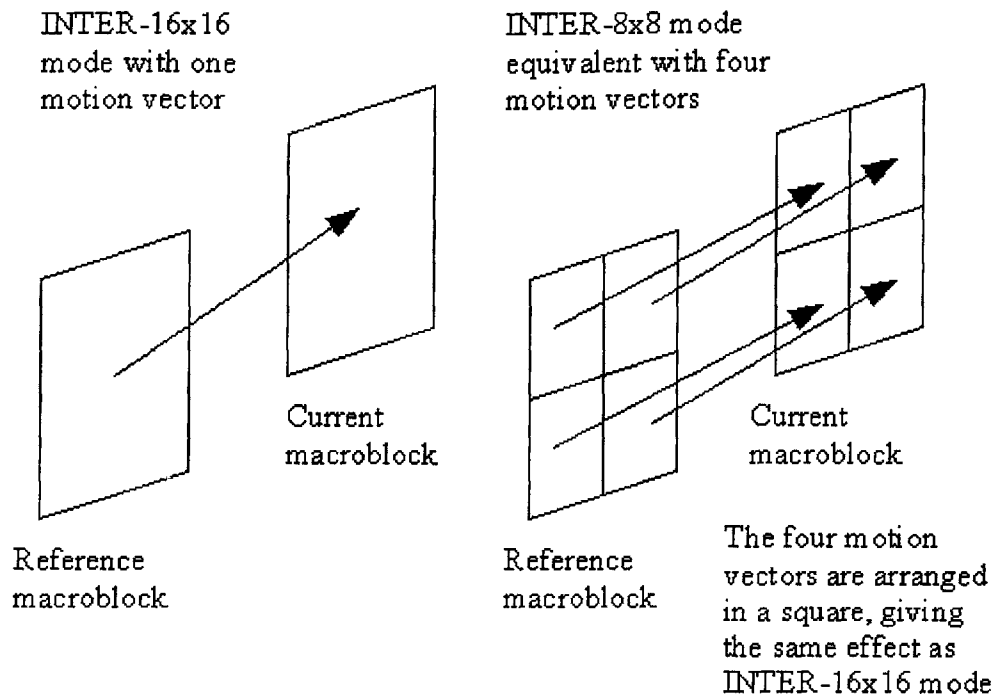 INTER-16x16
mode with one
motion vector
INTER-8x8 mode
equivalent with four
motion vectors
Current
macroblock
Reference
macroblock
Current
macroblock
Reference
macroblock
The four motion
vectors are arranged
in a square, giving
the same effect as
INTER-16x16 mode